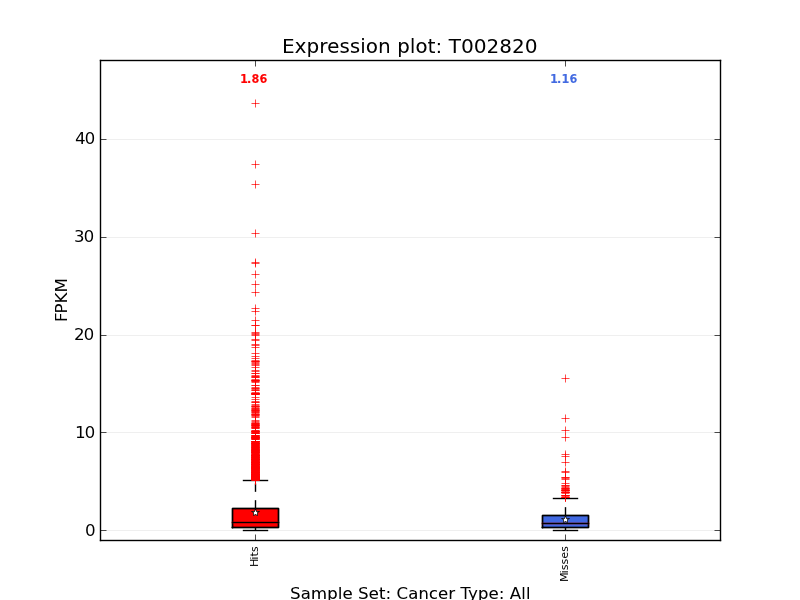 Expression plot: T002820
1.86
1.16
40
30
20
10
0
FPKM
Hits
Misses
Sample Set: Cancer Type: All